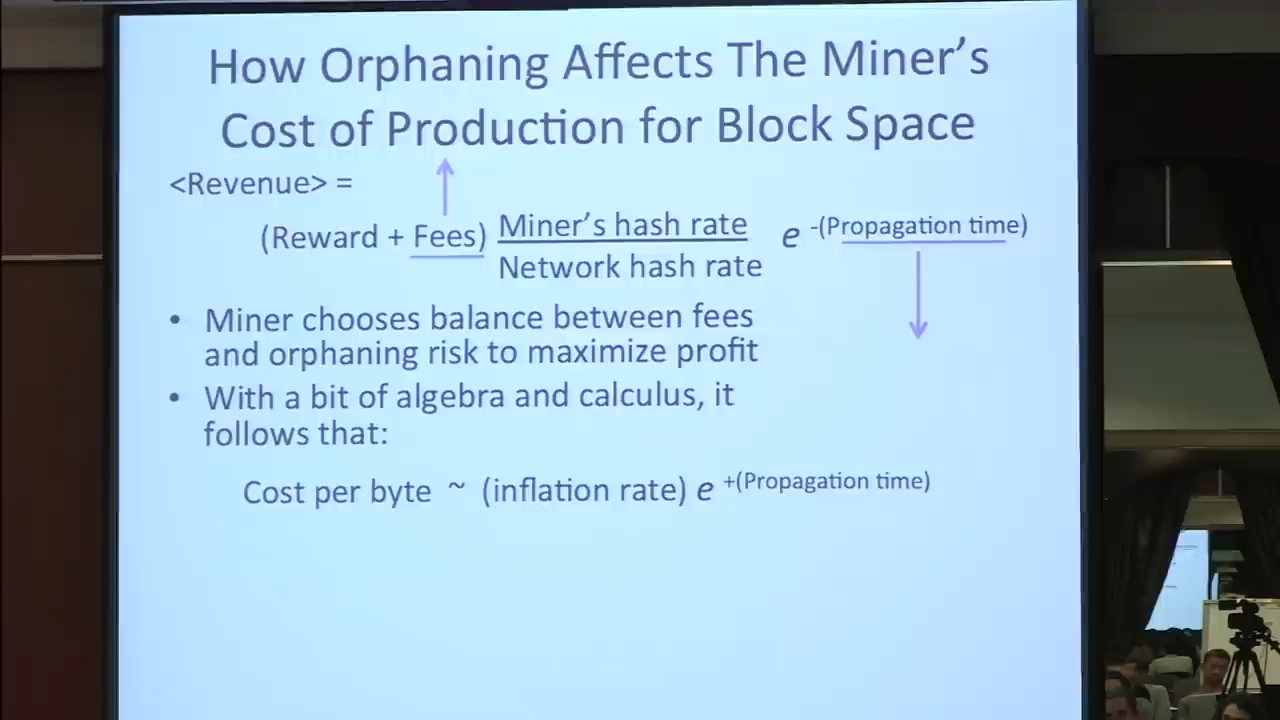 How Orphaning Affects The Miner's
Cost of Production for Block Space
<Revenue> =
(Reward + Fees) Miner's hash rate e -(Propagation time)
Network hash rate
• Miner chooses balance between fees
and orphaning risk to maximize profit
• With a bit of algebra and calculus, it
follows that:
Cost per byte ~ (inflation rate) e +(Propagation time)